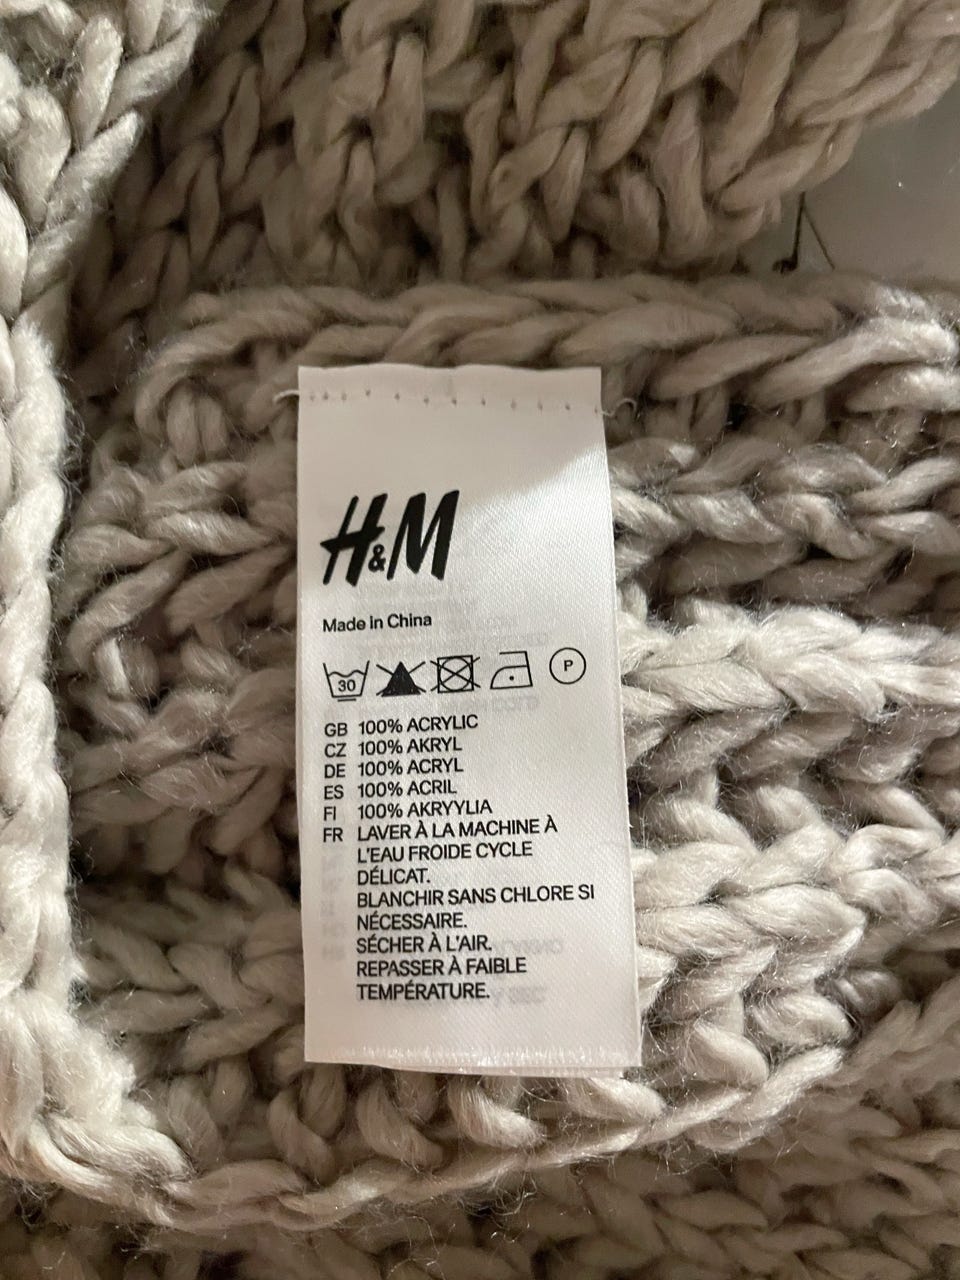 H&M
Made in China
30 P
GB 100% ACRYLIC
CZ 100% AKRYL
DE 100% ACRYL
ES 100% ACRIL
FI 100% AKRYYLIA
FR LAVER À LA MACHINE À
L'EAU FROIDE CYCLE
DÉLICAT.
BLANCHIR SANS CHLORE SI
NÉCESSAIRE.
SÉCHER À L'AIR.
REPASSER À FAIBLE
TEMPÉRATURE.